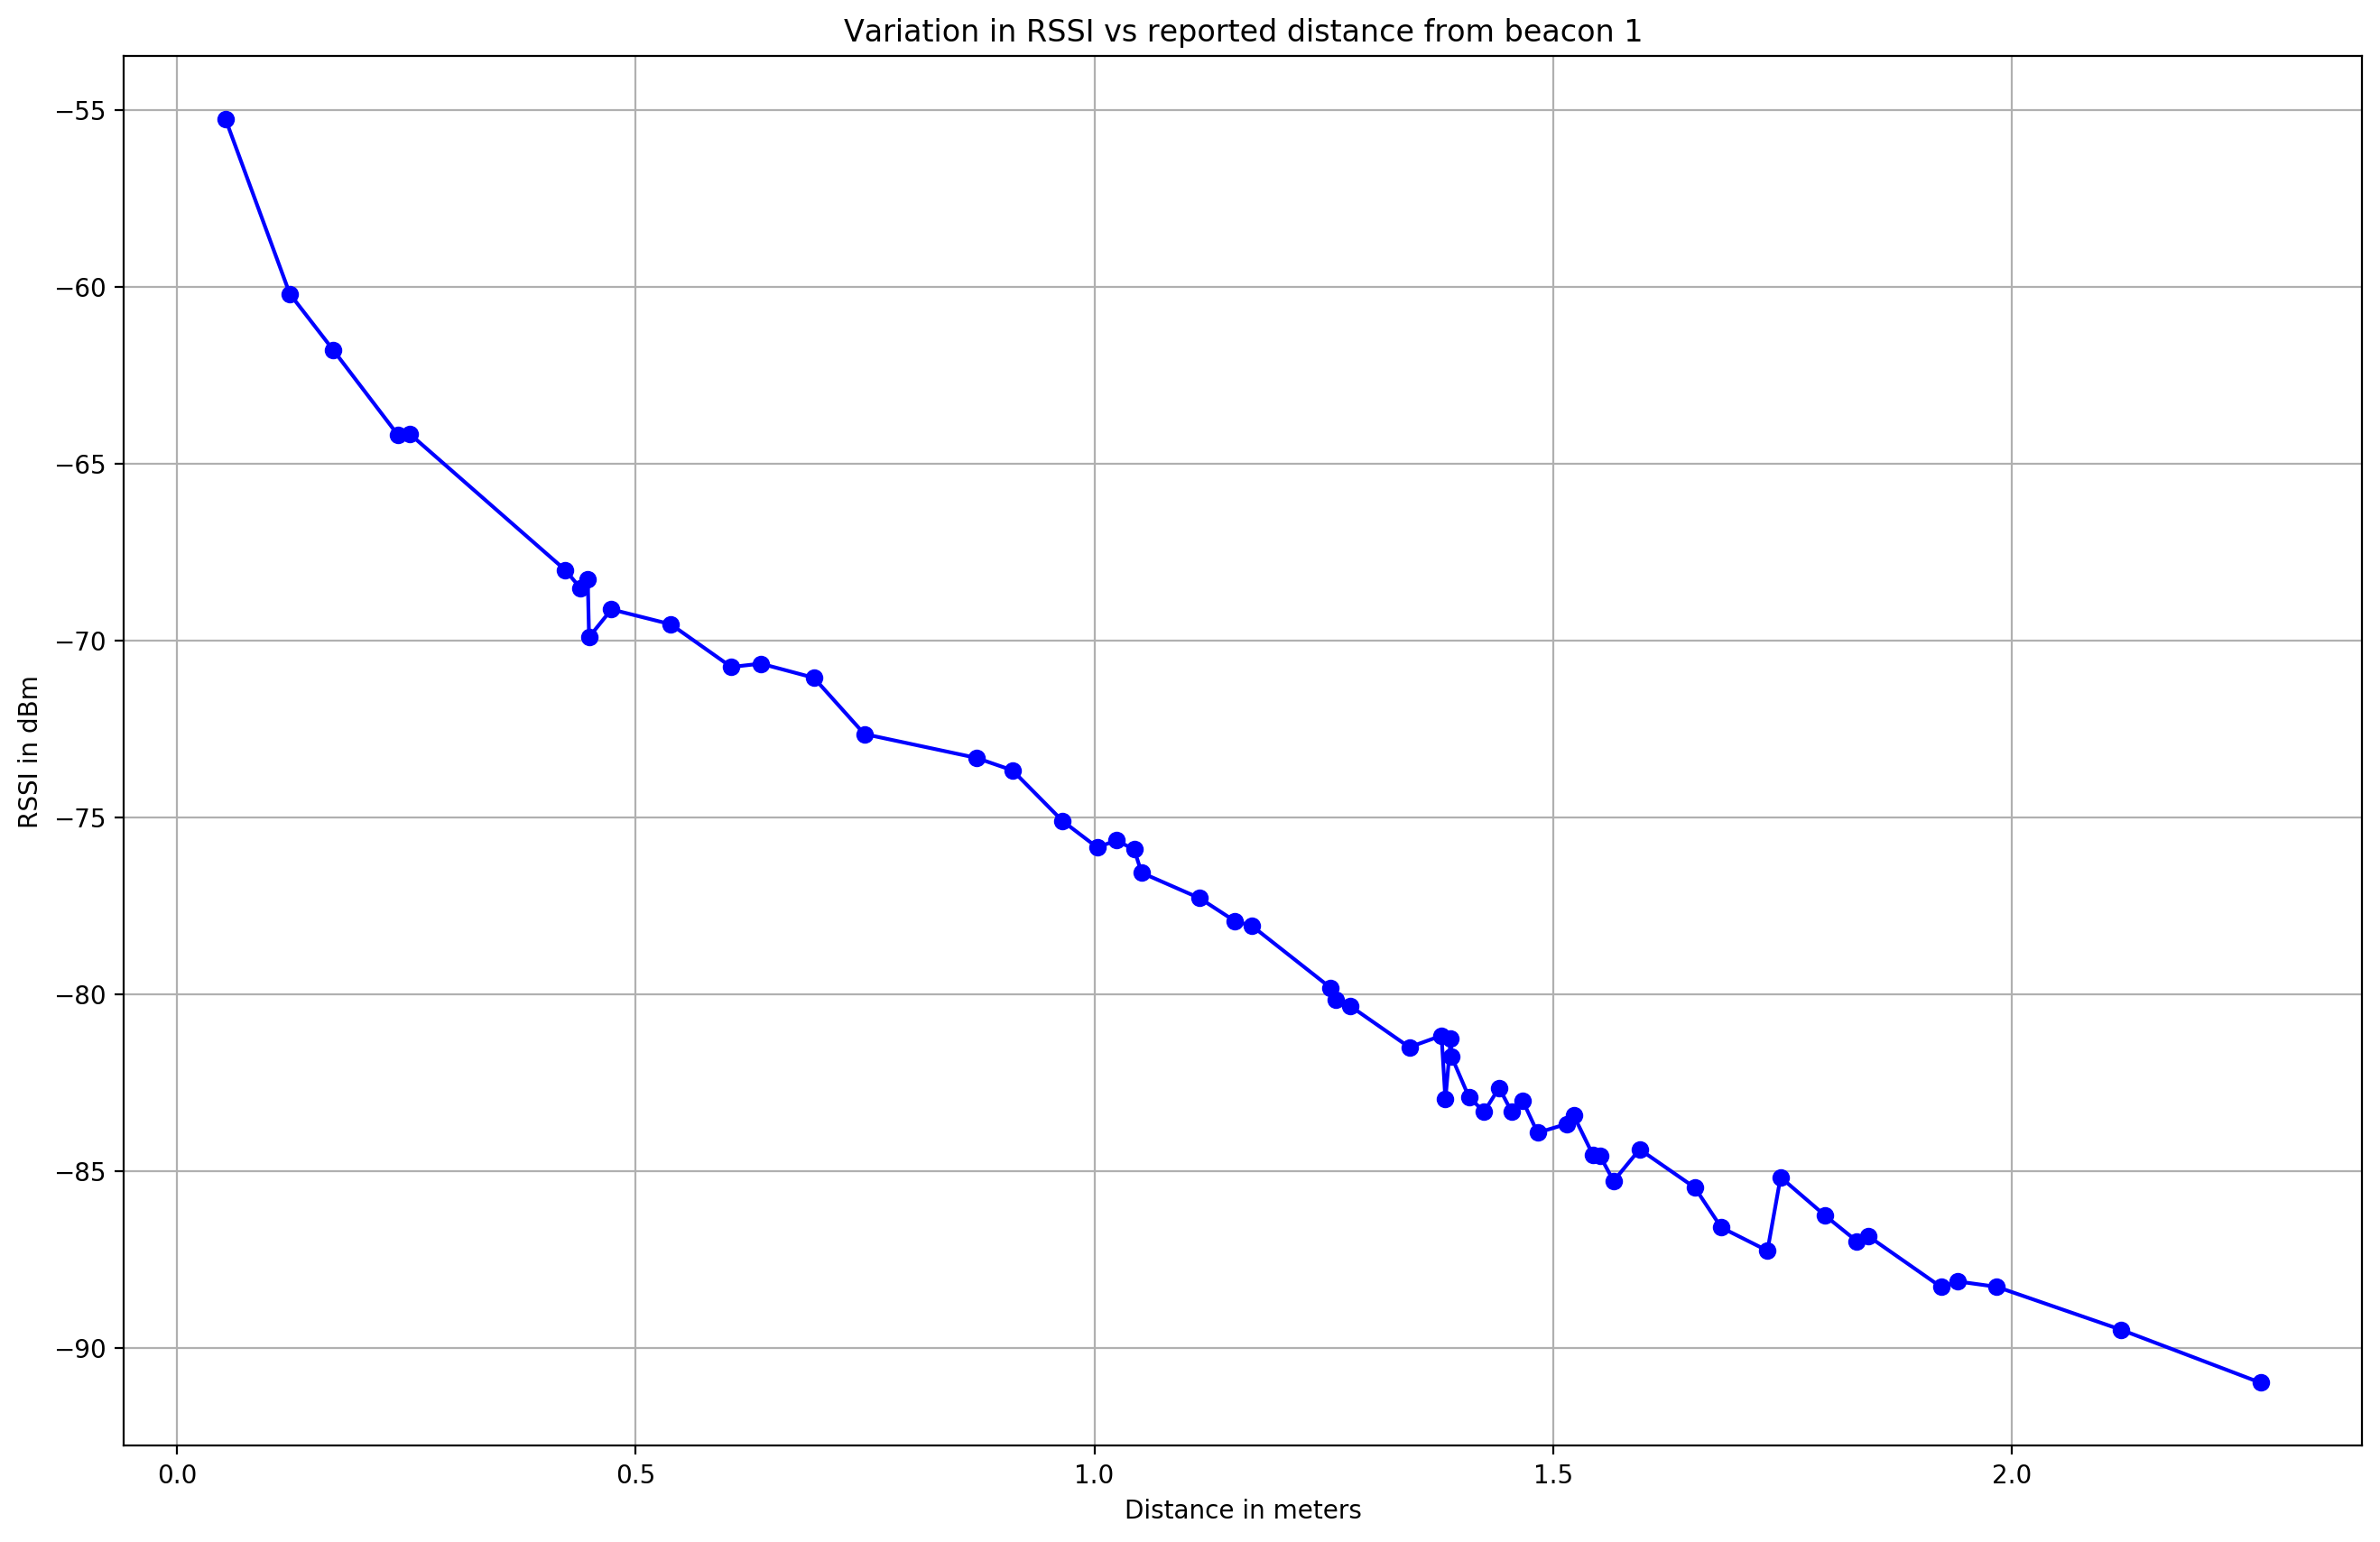 Variation in RSSI vs reported distance from beacon 1
−55
−60
−65
−70
−75
−80
−85
−90
RSSI in dBm
0.0 0.5 1.0 1.5 2.0
Distance in meters